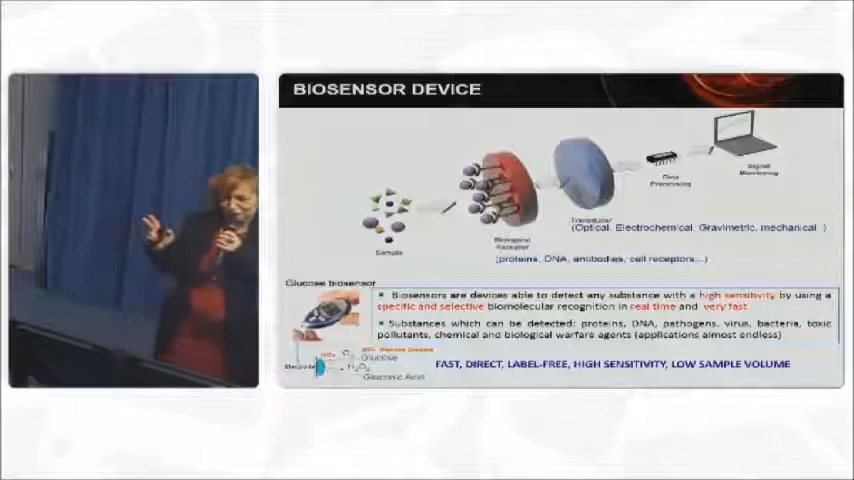 BIOSENSOR DEVICE
Sample
Biological
Receptor
Transducer
(Optical, Electrochemical, Gravimetric, mechanical )
(proteins, DNA, antibodies, cell receptors...)
Data
Processing
Signal
Monitoring
Glucose biosensor
• Biosensors are devices able to detect any substance with a high sensitivity by using a
specific and selective biomolecular recognition in real time and very fast
• Substances which can be detected: proteins, DNA, pathogens, virus, bacteria, toxic
pollutants, chemical and biological warfare agents (applications almost endless)
Electrode
O₂
Glucose
H₂O₂
Gluconic Acid
FAST, DIRECT, LABEL-FREE, HIGH SENSITIVITY, LOW SAMPLE VOLUME